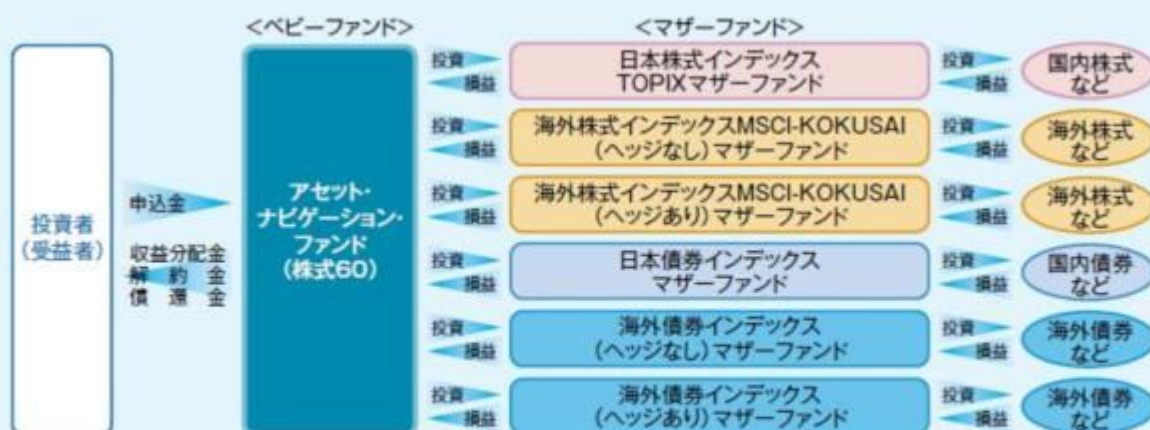 <ベビーファンド>
<マザーファンド>
投資者
(受益者)
申込金
収益分配金
解約金
償還金
アセット・
ナビゲーション・
ファンド
(株式60)
投資
損益
日本株式インデックス
TOPIXマザーファンド
投資
損益
国内株式
など
投資
損益
海外株式インデックスMSCI-KOKUSAI
(ヘッジなし)マザーファンド
投資
損益
海外株式
など
投資
損益
海外株式インデックスMSCI-KOKUSAI
(ヘッジあり)マザーファンド
投資
損益
海外株式
など
投資
損益
日本債券インデックス
マザーファンド
投資
損益
国内債券
など
投資
損益
海外債券インデックス
(ヘッジなし)マザーファンド
投資
損益
海外債券
など
投資
損益
海外債券インデックス
(ヘッジあり)マザーファンド
投資
損益
海外債券
など